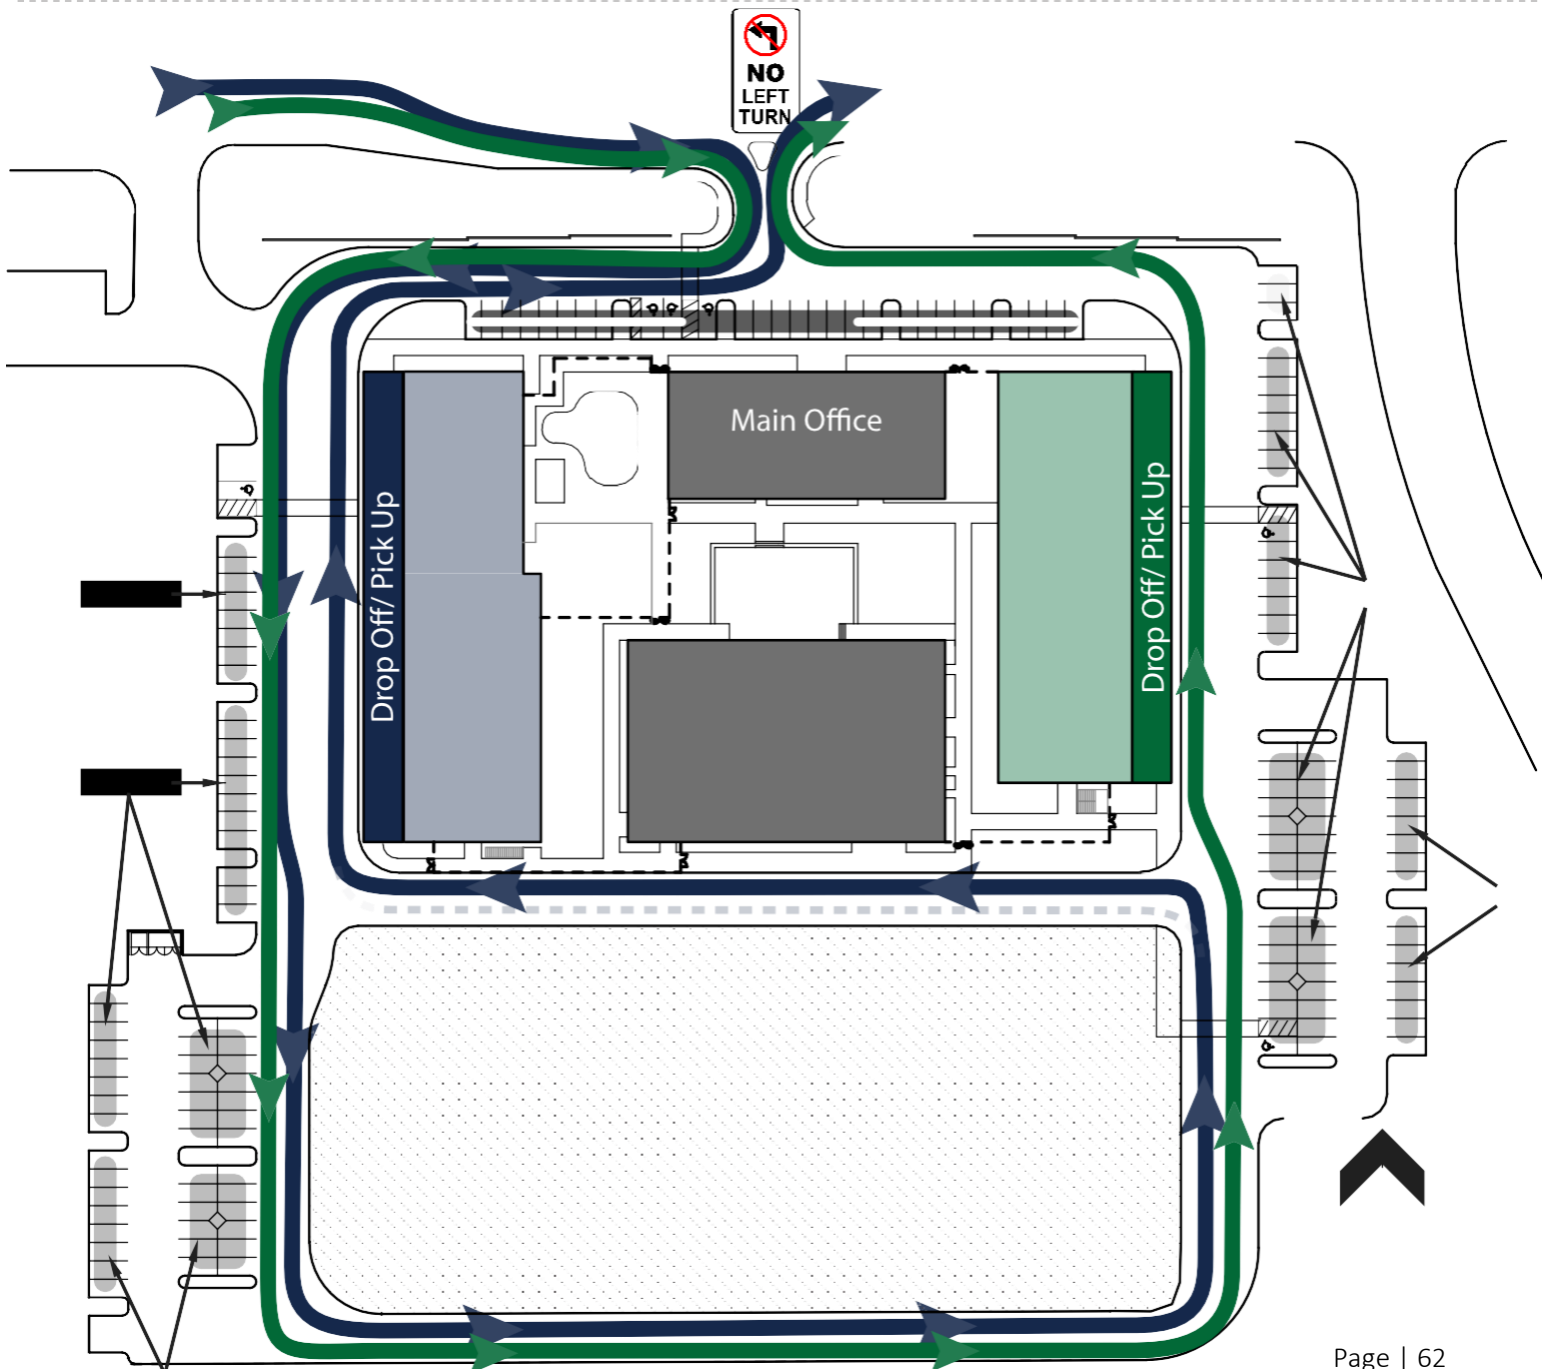 NO
LEFT
TURN
Main Office
Drop Off/ Pick Up
Drop Off/ Pick Up
Page | 62